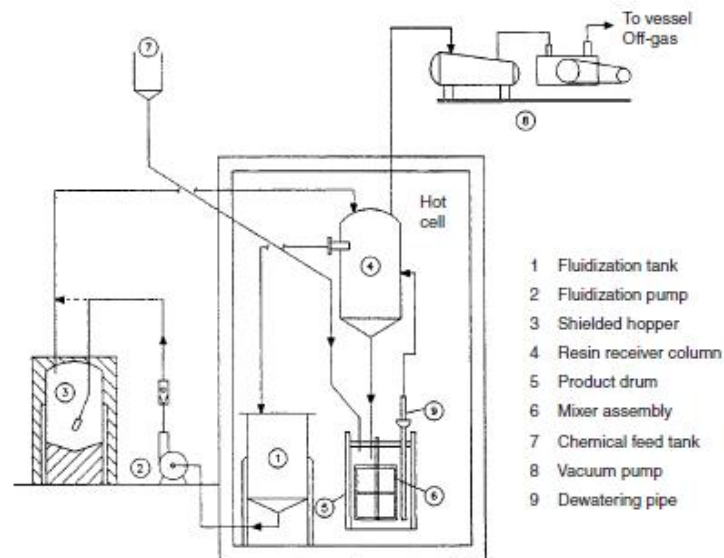 To vessel
Off-gas
7
8
Hot
cell
4
3
9
2
1
5
6
1 Fluidization tank
2 Fluidization pump
3 Shielded hopper
4 Resin receiver column
5 Product drum
6 Mixer assembly
7 Chemical feed tank
8 Vacuum pump
9 Dewatering pipe